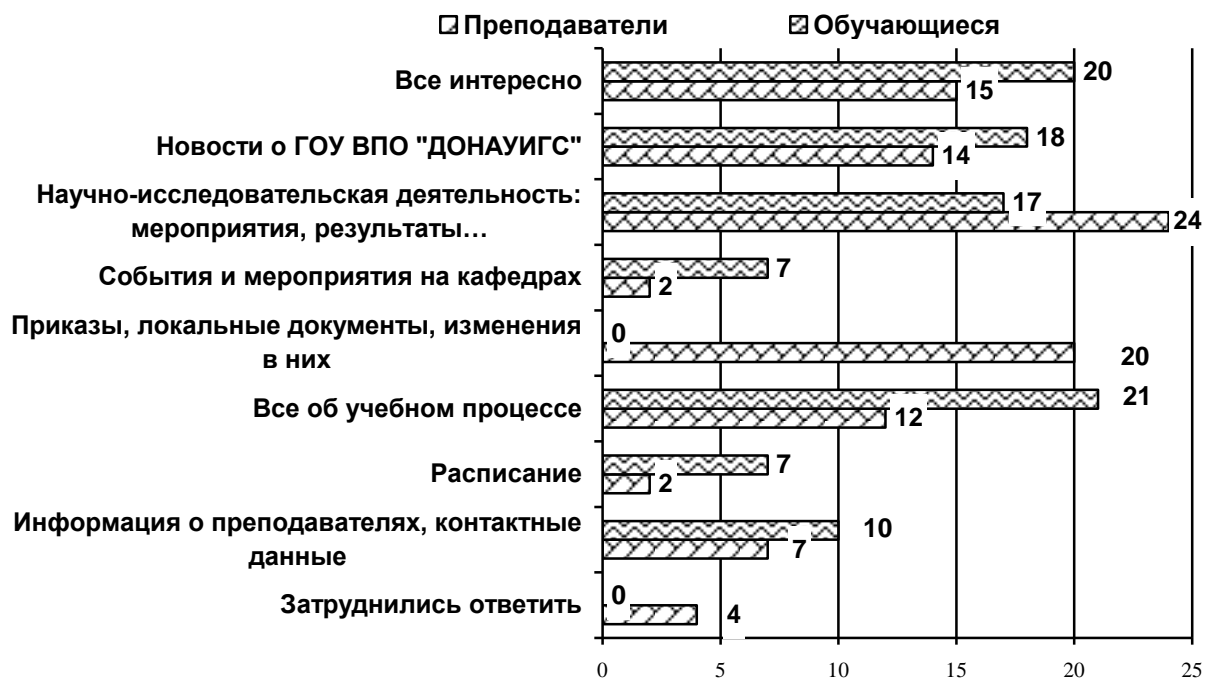 Преподаватели Обучающиеся
Все интересно
20
15
Новости о ГОУ ВПО "ДОНАУИГС"
18
14
Научно-исследовательская деятельность:
мероприятия, результаты…
17
24
События и мероприятия на кафедрах
7
2
Приказы, локальные документы, изменения
в них
0
20
Все об учебном процессе
21
12
Расписание
7
2
Информация о преподавателях, контактные
данные
10
7
Затруднились ответить
0
4
0 5 10 15 20 25